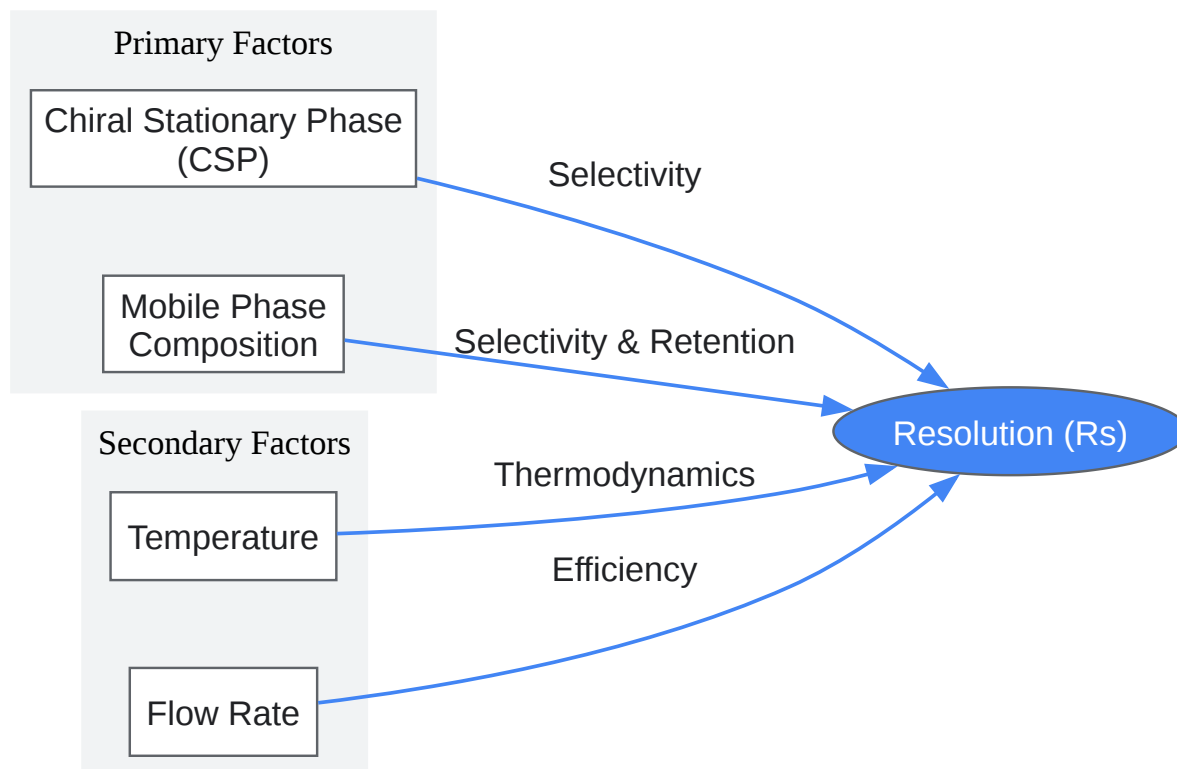 Primary Factors
Chiral Stationary Phase
(CSP)
Selectivity
Mobile Phase
Composition
Selectivity & Retention
Resolution (Rs)
Secondary Factors
Thermodynamics
Temperature
Efficiency
Flow Rate